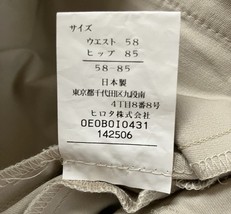 サイズ
ウエスト 58
ヒップ 85
58-85
日本製
東京都千代田区九段南
4丁目8番8号
ヒロタ株式会社
0E0B0I0431
142506